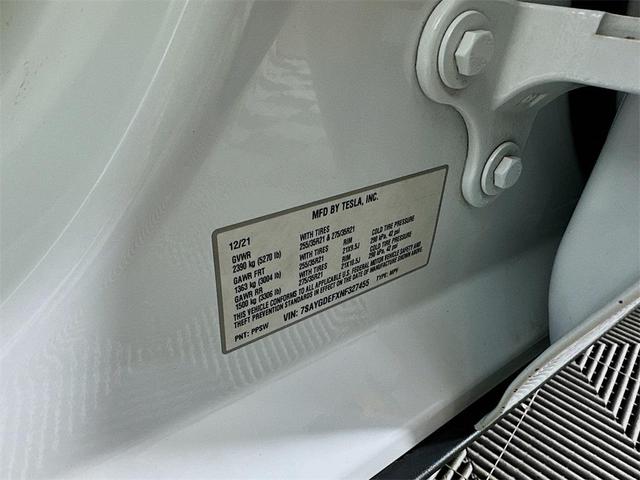 MFD BY TESLA, INC.
12/21
GVWR WITH TIRES COLD TIRE PRESSURE
2390 kg (5270 lb) 255/35R21 & 275/35R21 290 kPa, 42 psi
GAWR FRT WITH TIRES RIM
1363 kg (3004 lb) 255/35R21 21X9.5J 290 kPa, 42 psi
GAWR RR WITH TIRES RIM COLD TIRE PRESSURE
1500 kg (3306 lb) 275/35R21 21X10.5J
THIS VEHICLE CONFORMS TO ALL APPLICABLE U.S. FEDERAL MOTOR VEHICLE SAFETY AND
THEFT PREVENTION STANDARDS IN EFFECT ON THE DATE OF MANUFACTURE SHOWN ABOVE.
VIN: 7SAYGDEFXNF327455 TYPE: MPV
PNT: PPSW